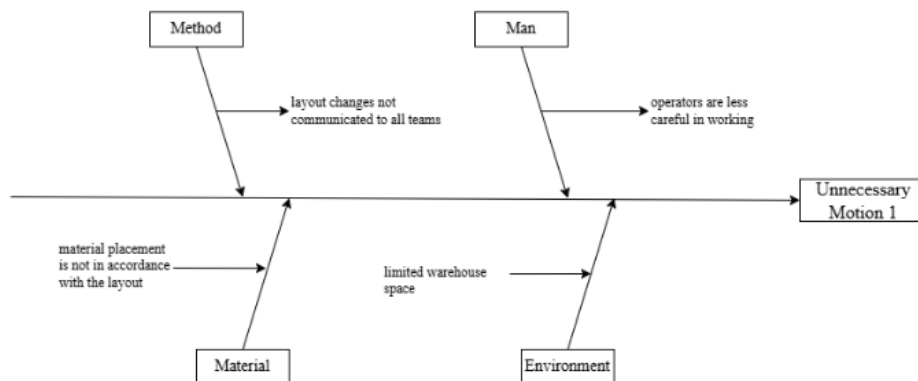 Method
Man
layout changes not
communicated to all teams
operators are less
careful in working
Unnecessary
Motion 1
material placement
is not in accordance
with the layout
limited warehouse
space
Material
Environment